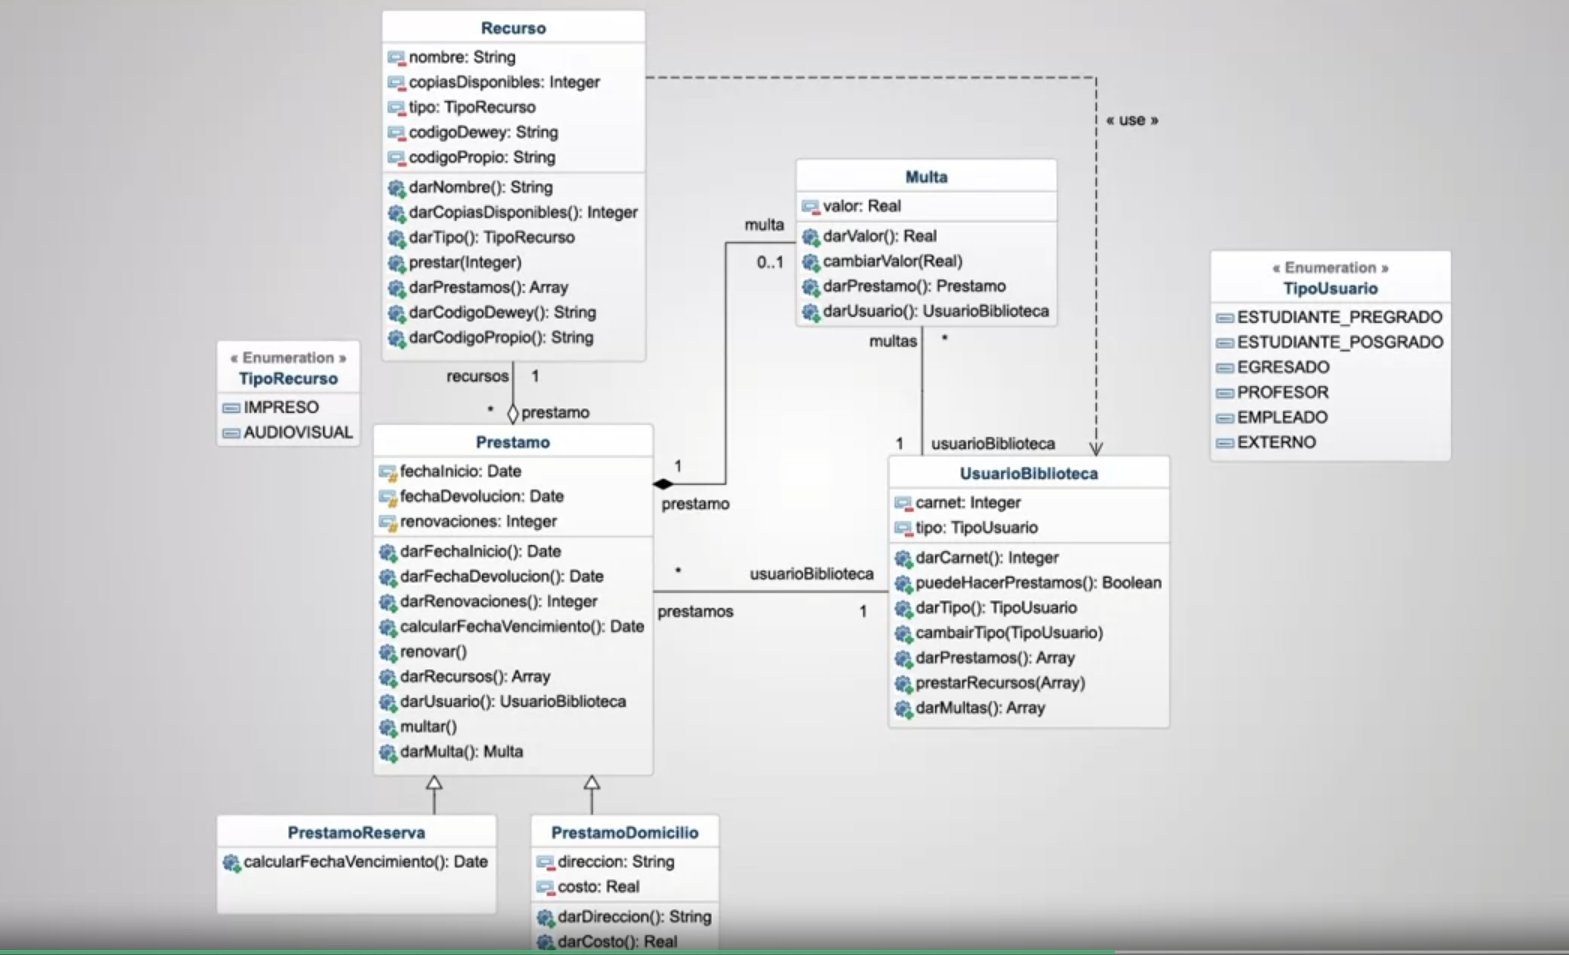 Recurso
nombre: String
copiasDisponibles: Integer
tipo: TipoRecurso
codigoDewey: String
codigoPropio: String
darNombre(): String
darCopiasDisponibles(): Integer
darTipo(): TipoRecurso
prestar(Integer)
darPrestamos(): Array
darCodigoDewey(): String
darCodigoPropio(): String
« use »
Multa
valor: Real
darValor(): Real
cambiarValor(Real)
darPrestamo(): Prestamo
darUsuario(): UsuarioBiblioteca
multa
0..1
multas *
« Enumeration »
TipoUsuario
ESTUDIANTE_PREGRADO
ESTUDIANTE_POSGRADO
EGRESADO
PROFESOR
EMPLEADO
EXTERNO
« Enumeration »
TipoRecurso
IMPRESO
AUDIOVISUAL
recursos 1
* prestamo
Prestamo
fechaInicio: Date
fechaDevolucion: Date
renovaciones: Integer
darFechaInicio(): Date
darFechaDevolucion(): Date
darRenovaciones(): Integer
calcularFechaVencimiento(): Date
renovar()
darRecursos(): Array
darUsuario(): UsuarioBiblioteca
multar()
darMulta(): Multa
1
prestamo
* usuarioBiblioteca
prestamos 1
1 usuarioBiblioteca
UsuarioBiblioteca
carnet: Integer
tipo: TipoUsuario
darCarnet(): Integer
puedeHacerPrestamos(): Boolean
darTipo(): TipoUsuario
cambairTipo(TipoUsuario)
darPrestamos(): Array
prestarRecursos(Array)
darMultas(): Array
PrestamoReserva
calcularFechaVencimiento(): Date
PrestamoDomicilio
direccion: String
costo: Real
darDireccion(): String
darCosto(): Real